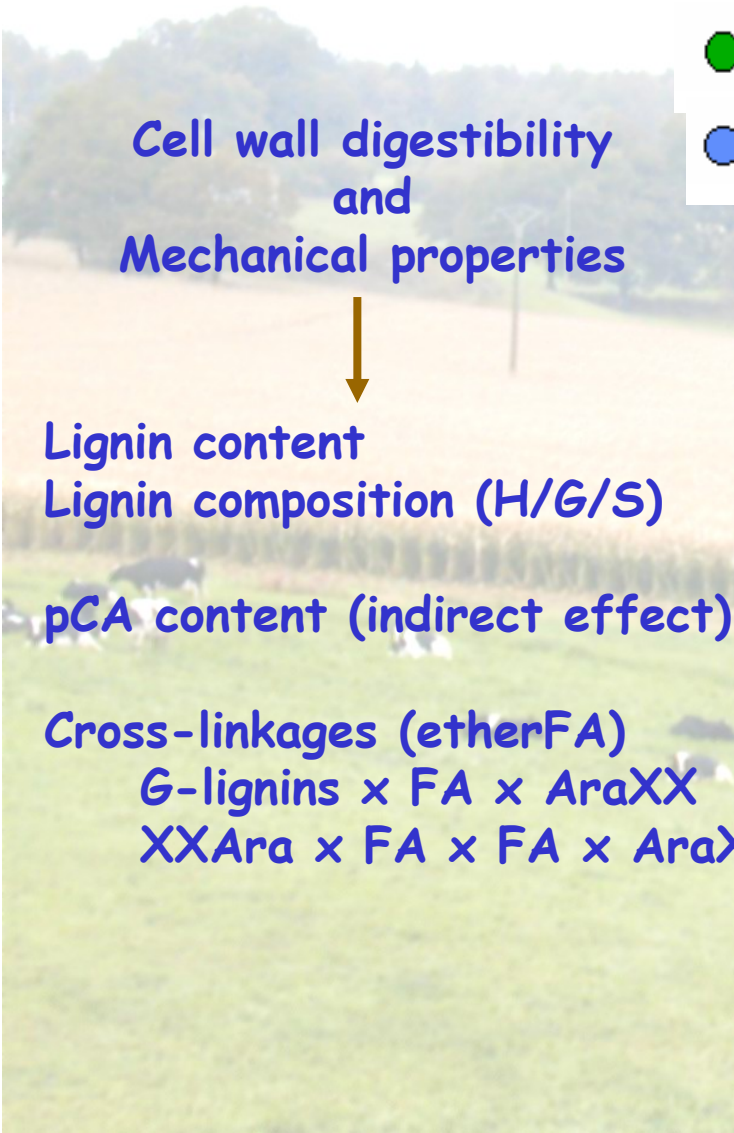 Cell wall digestibility
and
Mechanical properties
Lignin content
Lignin composition (H/G/S)
pCA content (indirect effect)
Cross-linkages (etherFA)
G-lignins x FA x AraXX
XXAra x FA x FA x AraX